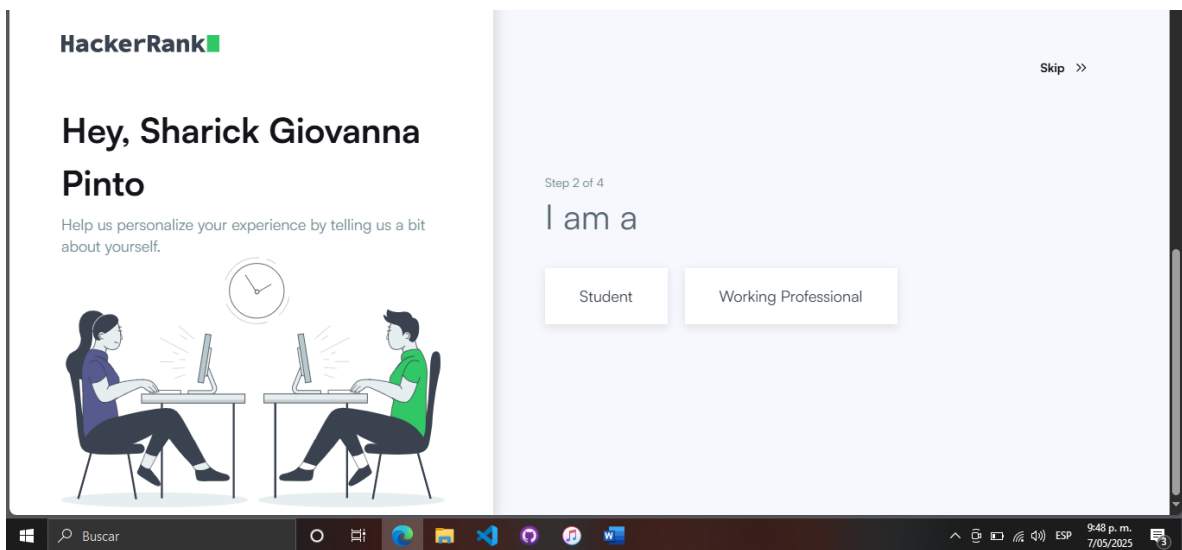 HackerRank
Skip
Hey, Sharick Giovanna
Pinto
Help us personalize your experience by telling us a bit
about yourself.
Step 2 of 4
I am a
Student
Working Professional
Buscar
ESP
9:48 p. m.
7/05/2025
3